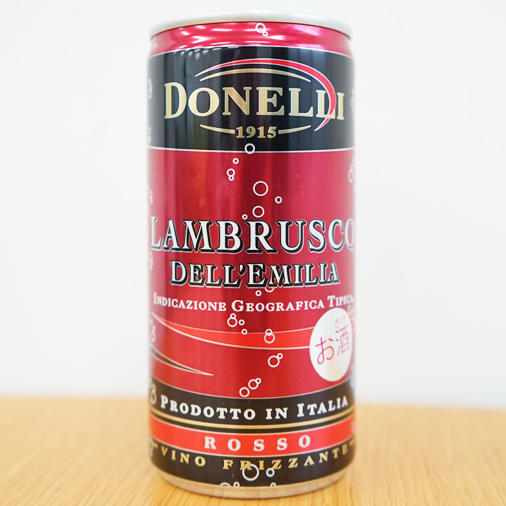 DONELLI
1915
LAMBRUSCO
DELL'EMILIA
INDICAZIONE GEOGRAFICA TIPICA
お酒
PRODOTTO IN ITALIA
ROSSO
VINO FRIZZANTE